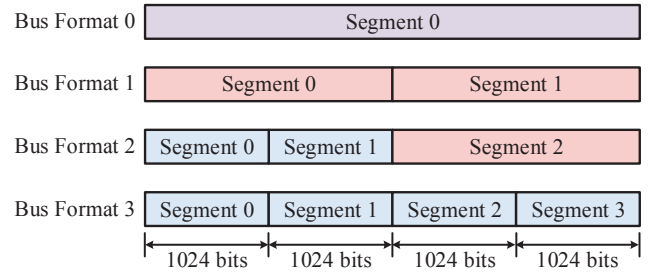 Bus Format 0 Segment 0
Bus Format 1 Segment 0 Segment 1
Bus Format 2 Segment 0 Segment 1 Segment 2
Bus Format 3 Segment 0 Segment 1 Segment 2 Segment 3
1024 bits 1024 bits 1024 bits 1024 bits